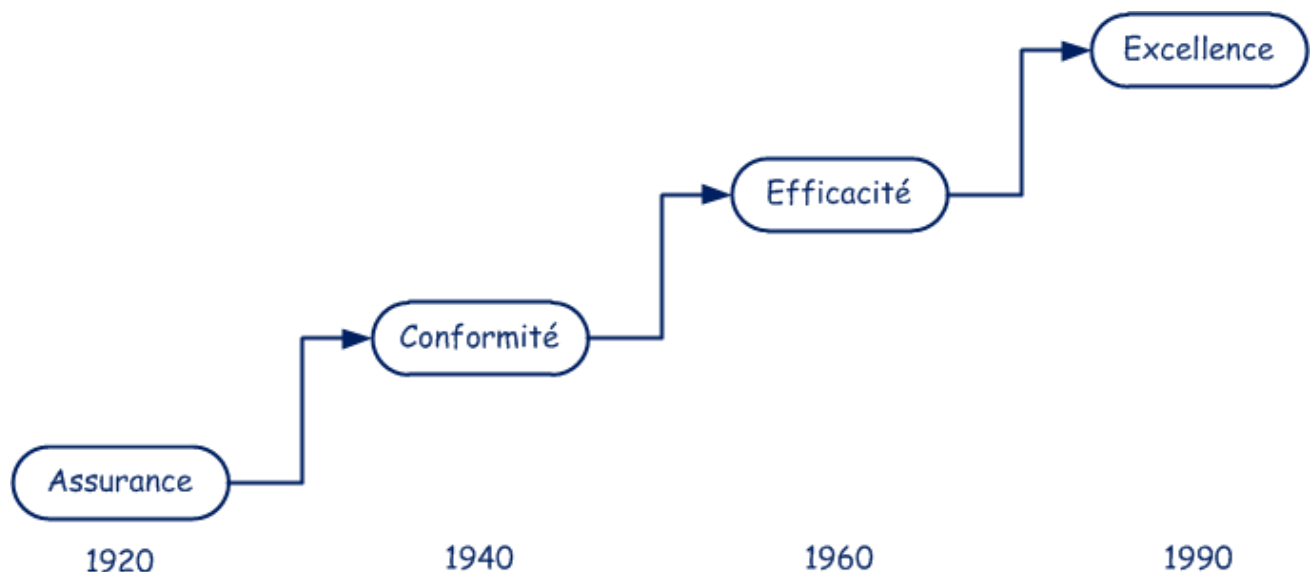 Excellence
Efficacité
Conformité
Assurance
1920 1940 1960 1990